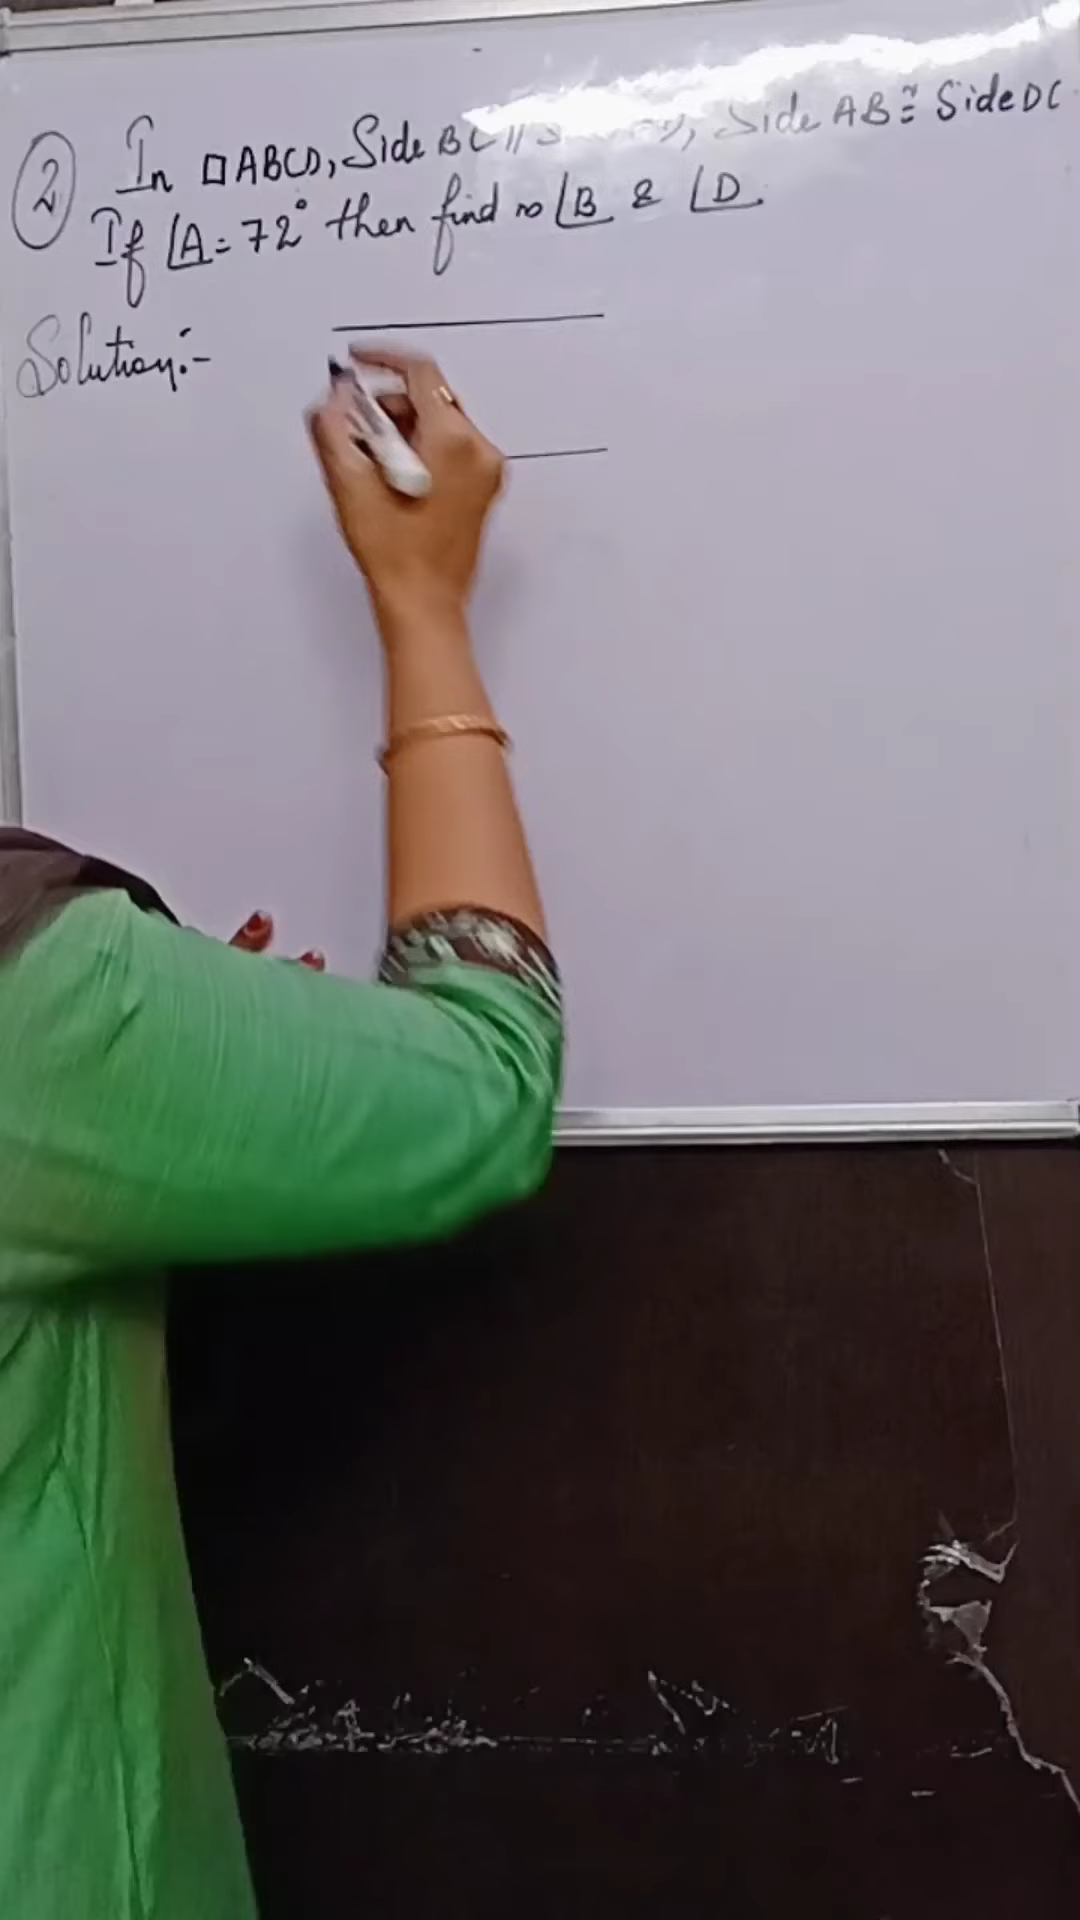 2 In □ABCD, Side BC // Side AB ≅ Side DC.
If ∠A = 72° then find m ∠B & ∠D.
Solution:-